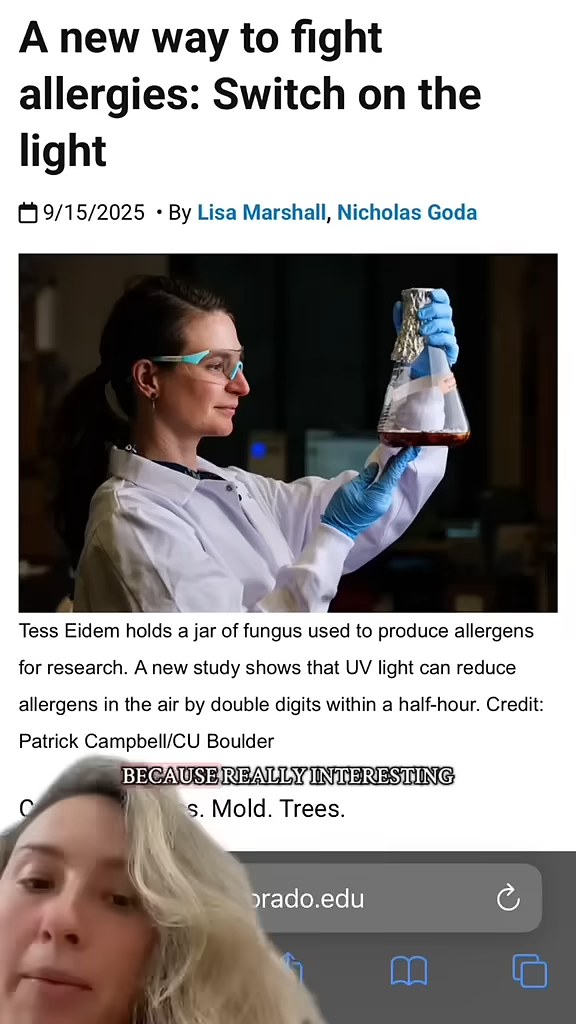 A new way to fight
allergies: Switch on the
light
9/15/2025 • By Lisa Marshall, Nicholas Goda
Tess Eidem holds a jar of fungus used to produce allergens
for research. A new study shows that UV light can reduce
allergens in the air by double digits within a half-hour. Credit:
Patrick Campbell/CU Boulder
BECAUSE REALLY INTERESTING
Mold. Trees.